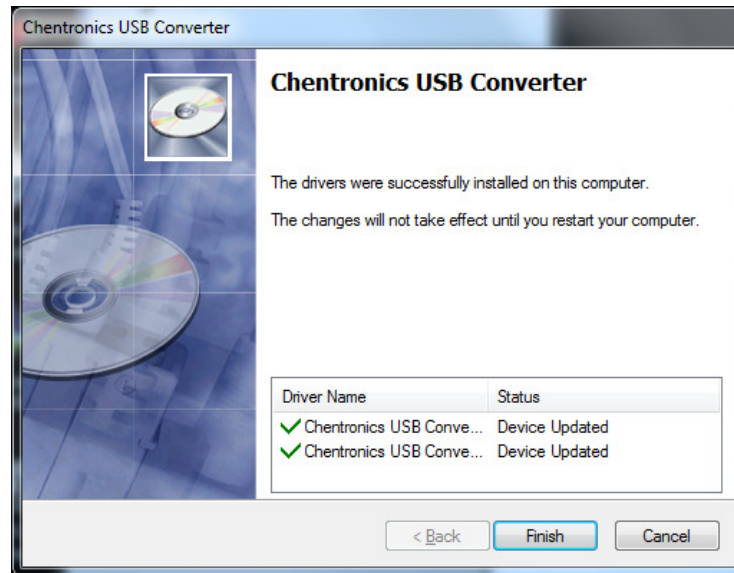 Chentronics USB Converter
Chentronics USB Converter
The drivers were successfully installed on this computer.
The changes will not take effect until you restart your computer.
Driver Name Status
Chentronics USB Conve... Device Updated
Chentronics USB Conve... Device Updated
< Back Finish Cancel